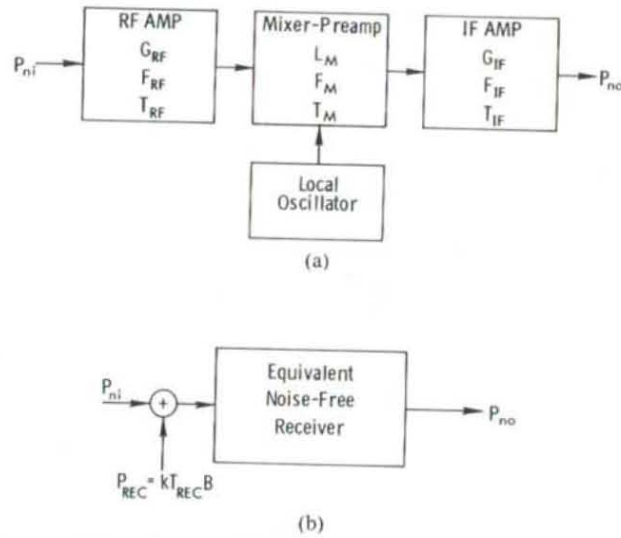 RF AMP
G_RF
F_RF
T_RF
P_ni
Mixer-Preamp
L_M
F_M
T_M
IF AMP
G_IF
F_IF
T_IF
P_no
Local
Oscillator
(a)
P_ni
+
P_REC = kT_REC B
Equivalent
Noise-Free
Receiver
P_no
(b)